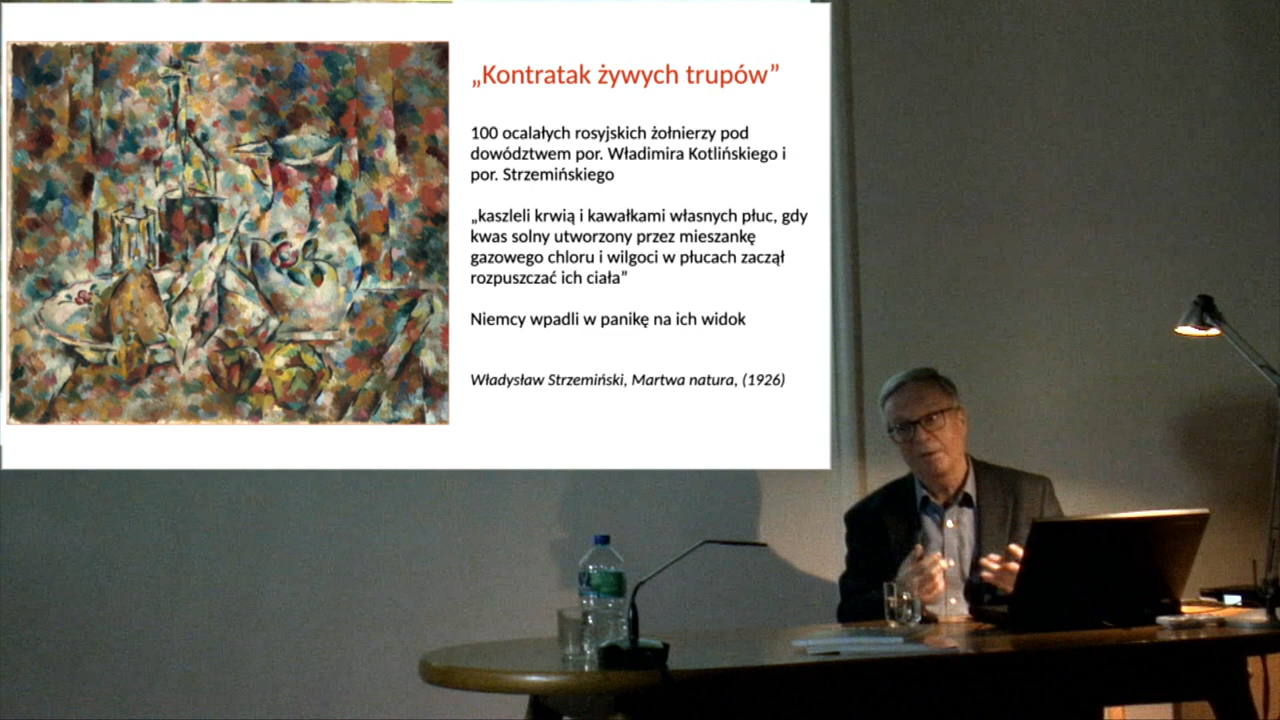 „Kontratak żywych trupów”
100 ocalałych rosyjskich żołnierzy pod
dowództwem por. Władimira Kotlińskiego i
por. Strzemińskiego
„kaszleli krwią i kawałkami własnych płuc, gdy
kwas solny utworzony przez mieszankę
gazowego chloru i wilgoci w płucach zaczął
rozpuszczać ich ciała”
Niemcy wpadli w panikę na ich widok
Władysław Strzemiński, Martwa natura, (1926)